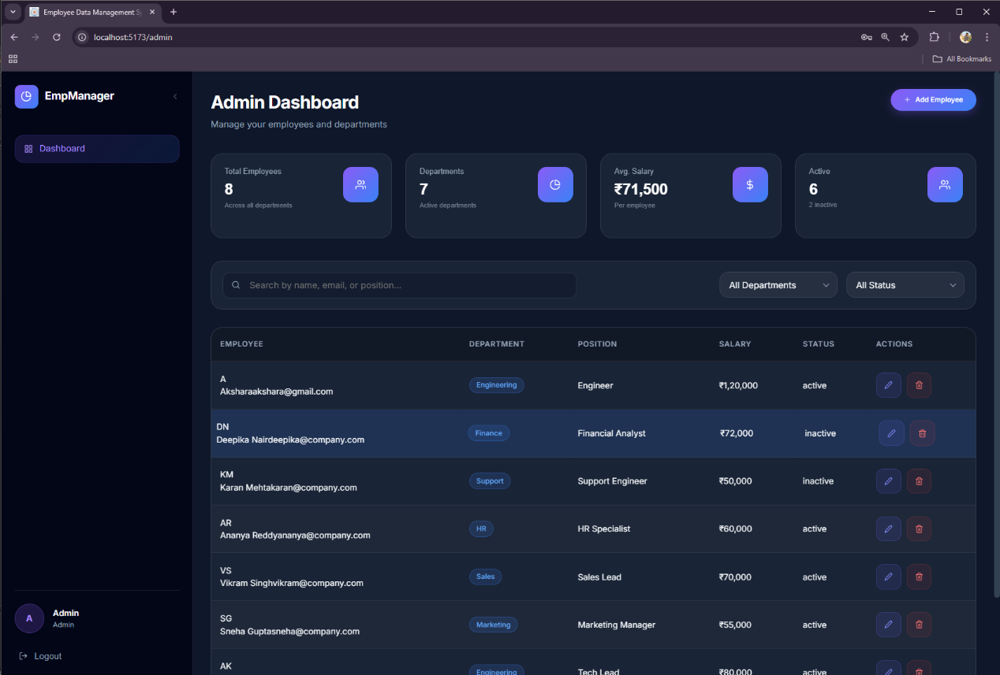 Employee Data Management Sy
localhost:5173/admin
All Bookmarks
EmpManager
Dashboard
Admin Dashboard
Manage your employees and departments
+ Add Employee
Total Employees
8
Across all departments
Departments
7
Active departments
Avg. Salary
₹71,500
Per employee
$
Active
6
2 inactive
Search by name, email, or position...
All Departments
All Status
EMPLOYEE DEPARTMENT POSITION SALARY STATUS ACTIONS
A
Aksharaakshara@gmail.com Engineering Engineer ₹1,20,000 active
DN
Deepika Nairdeepika@company.com Finance Financial Analyst ₹72,000 inactive
KM
Karan Mehtakaran@company.com Support Support Engineer ₹50,000 inactive
AR
Ananya Reddyananya@company.com HR HR Specialist ₹60,000 active
VS
Vikram Singhvikram@company.com Sales Sales Lead ₹70,000 active
SG
Sneha Guptasneha@company.com Marketing Marketing Manager ₹55,000 active
AK
Engineering Tech Lead ₹80,000 active
A
Admin
Admin
Logout